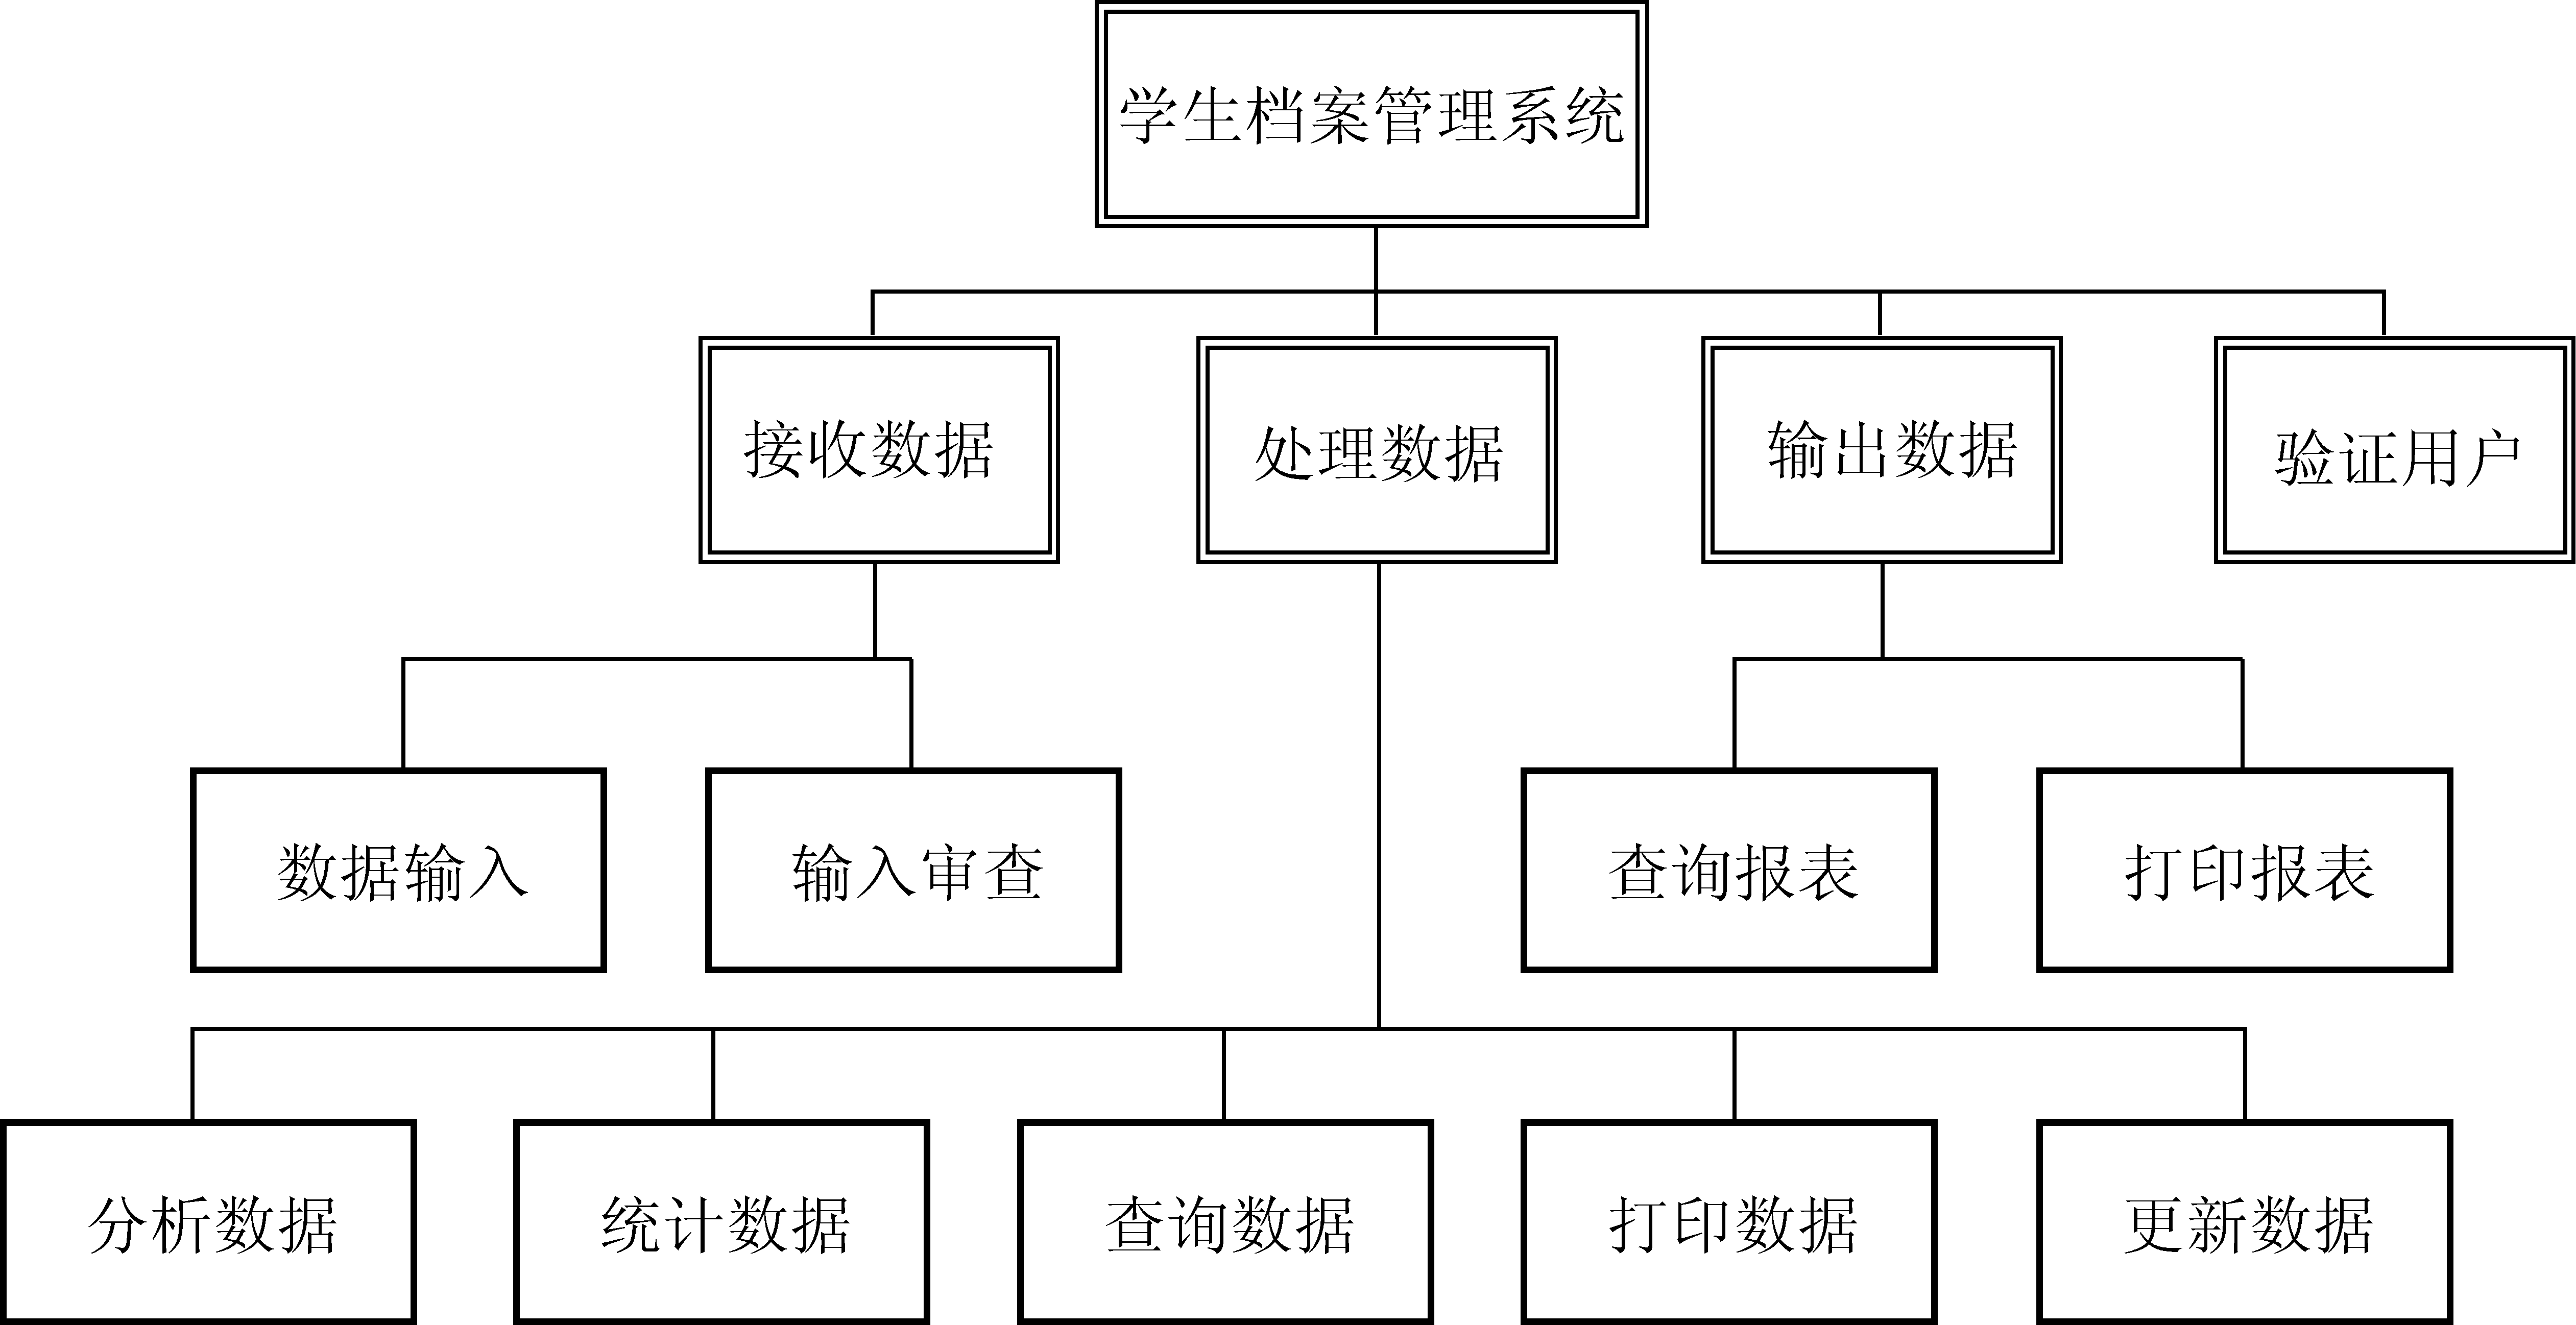 学生档案管理系统
接收数据
处理数据
输出数据
验证用户
数据输入
输入审查
查询报表
打印报表
分析数据
统计数据
查询数据
打印数据
更新数据